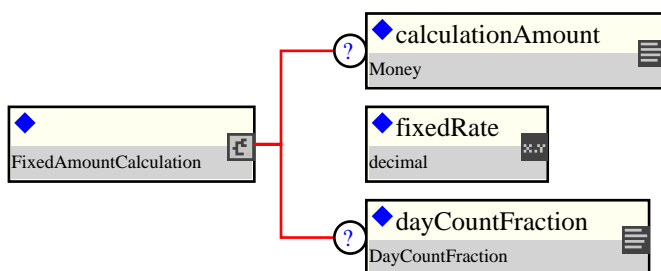 calculationAmount
Money
?
FixedAmountCalculation
fixedRate
decimal
x.Y
dayCountFraction
?
DayCountFraction